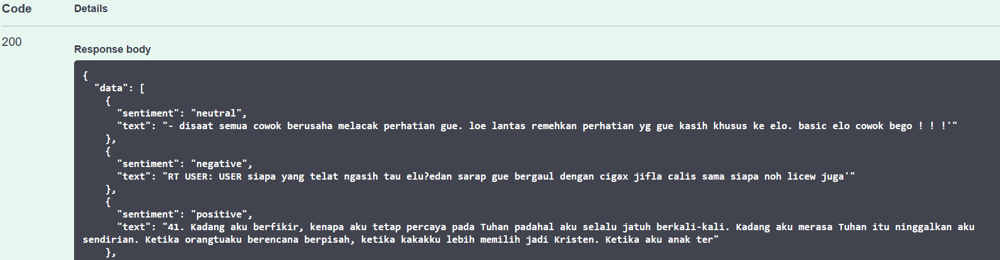 Code Details
200
Response body
{
"data": [
{
"sentiment": "neutral",
"text": "- disaat semua cowok berusaha melacak perhatian gue. loe lantas remehkan perhatian yg gue kasih khusus ke elo. basic elo cowok bego ! ! !'"
},
{
"sentiment": "negative",
"text": "RT USER: USER siapa yang telat ngasih tau elu?edan sarap gue bergaul dengan cigax jifla calis sama siapa noh licew juga'"
},
{
"sentiment": "positive",
"text": "41. Kadang aku berfikir, kenapa aku tetap percaya pada Tuhan padahal aku selalu jatuh berkali-kali. Kadang aku merasa Tuhan itu ninggalkan aku
sendirian. Ketika orangtuaku berencana berpisah, ketika kakakku lebih memilih jadi Kristen. Ketika aku anak ter"
},